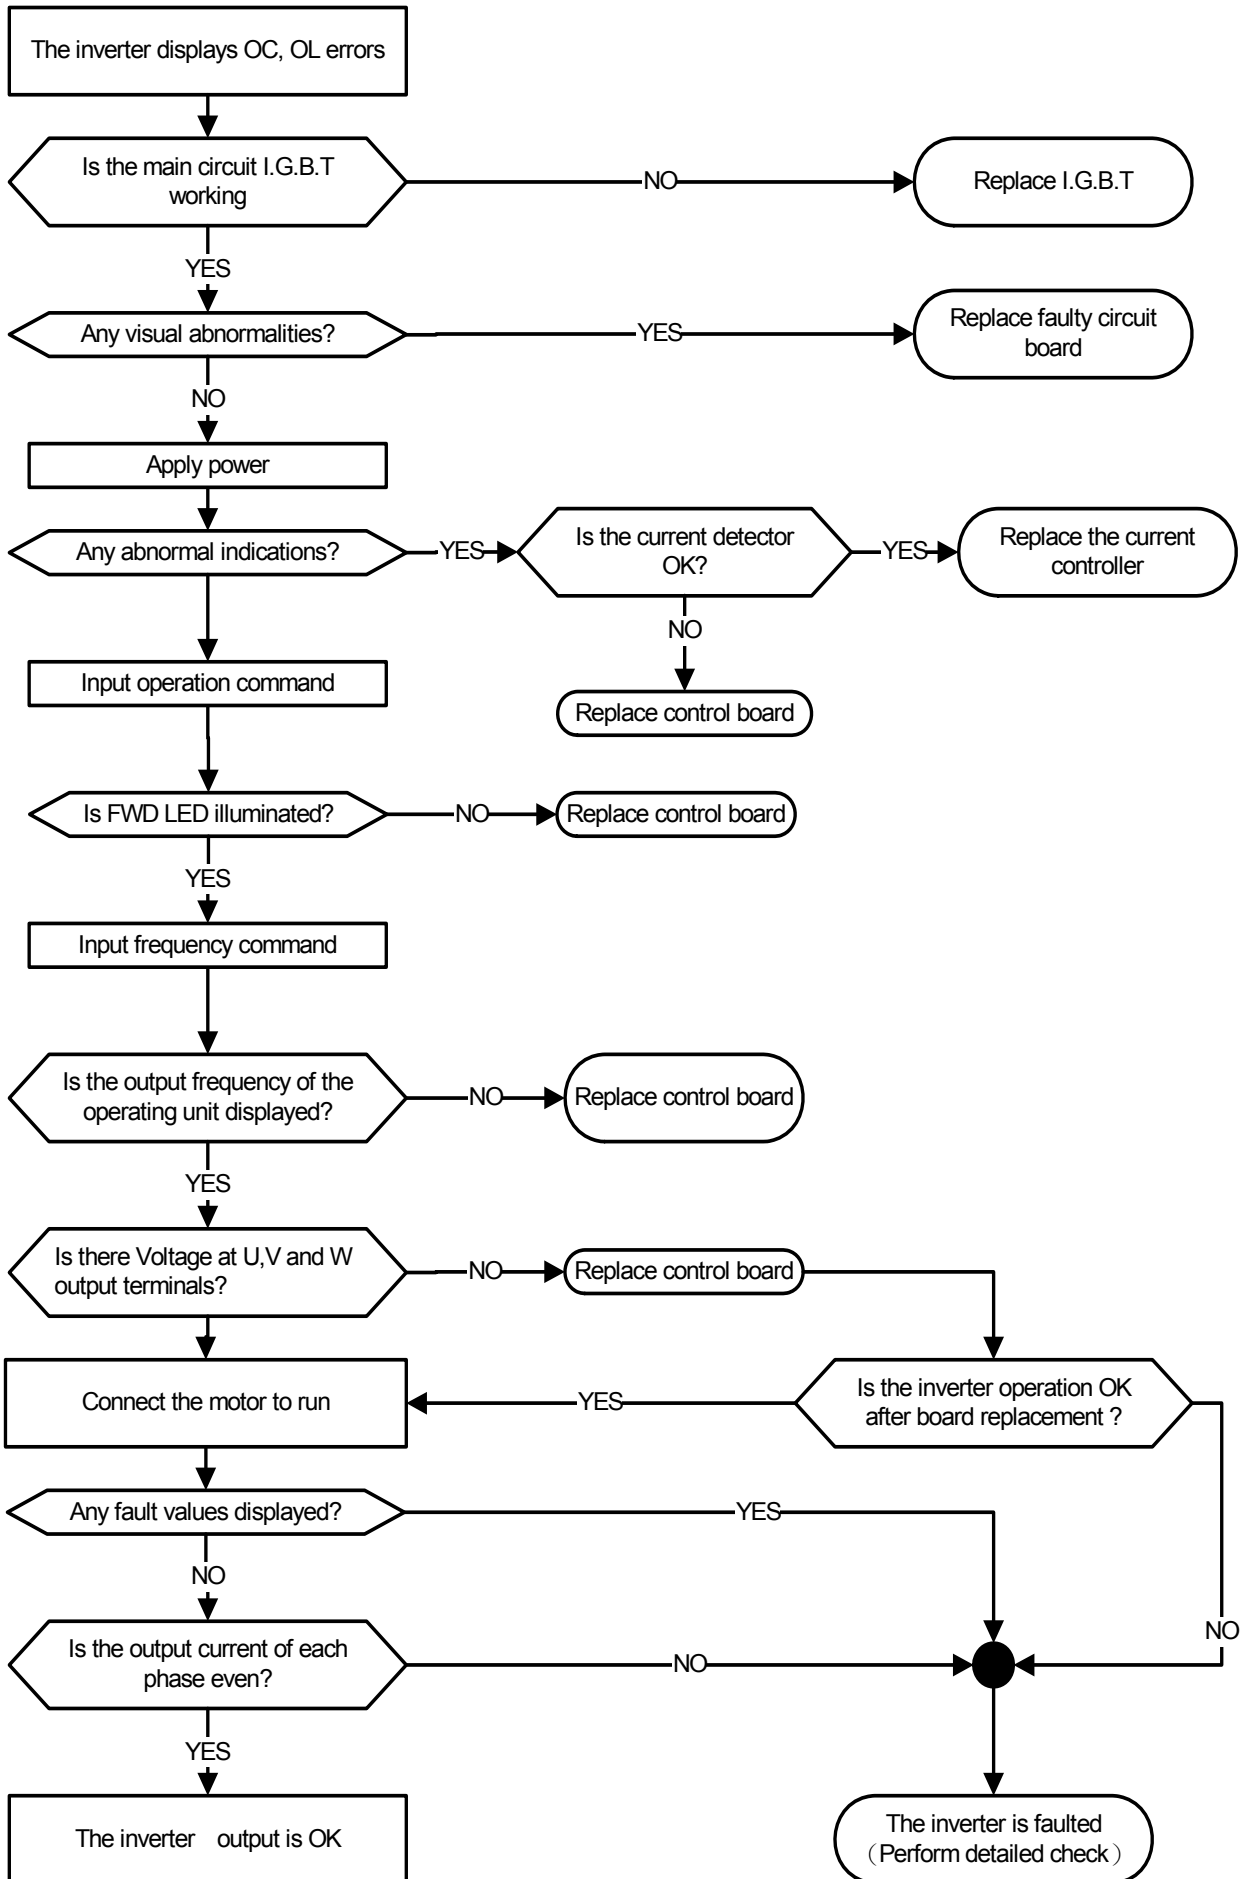 The inverter displays OC, OL errors
Is the main circuit I.G.B.T
working
NO
Replace I.G.B.T
YES
Any visual abnormalities?
YES
Replace faulty circuit
board
NO
Apply power
Any abnormal indications?
YES
Is the current detector
OK?
YES
Replace the current
controller
NO
Replace control board
Input operation command
Is FWD LED illuminated?
NO
Replace control board
YES
Input frequency command
Is the output frequency of the
operating unit displayed?
NO
Replace control board
YES
Is there Voltage at U,V and W
output terminals?
NO
Replace control board
Connect the motor to run
YES
Is the inverter operation OK
after board replacement ?
Any fault values displayed?
YES
NO
NO
Is the output current of each
phase even?
NO
YES
The inverter output is OK
The inverter is faulted
（Perform detailed check）